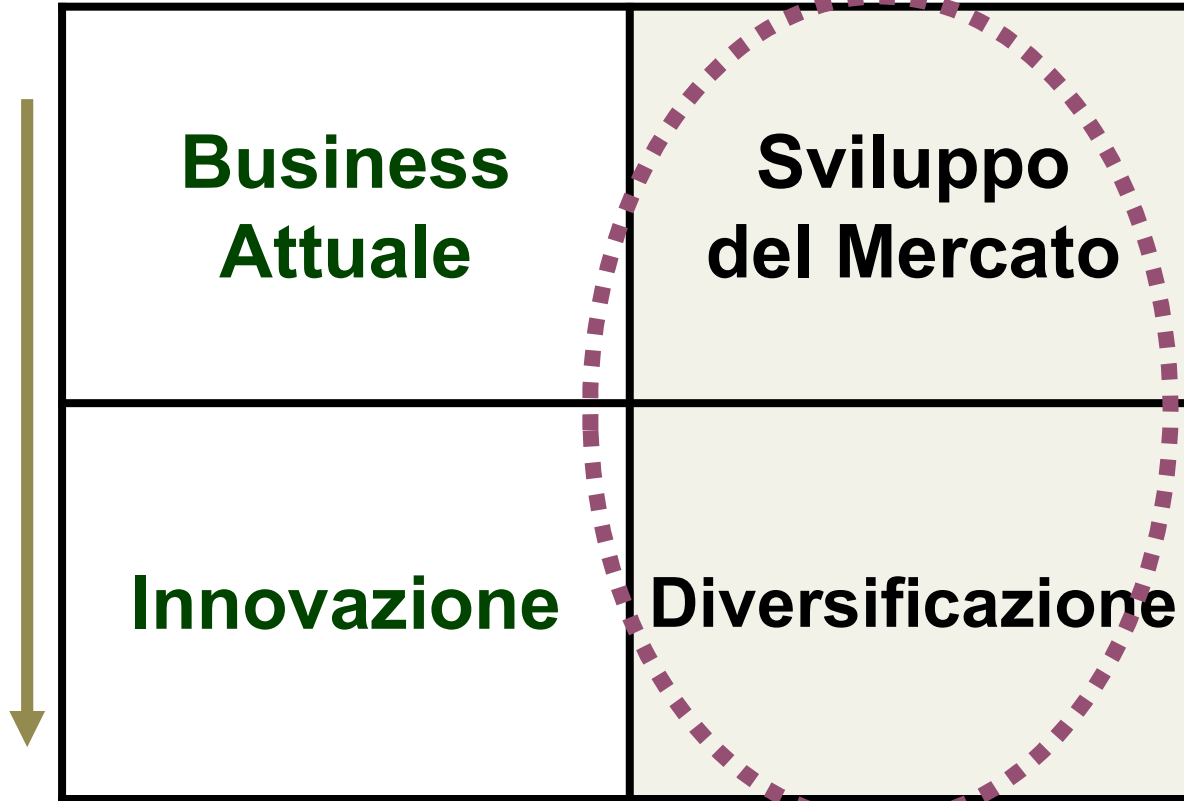 Business
Attuale
Sviluppo
del Mercato
Innovazione
Diversificazione